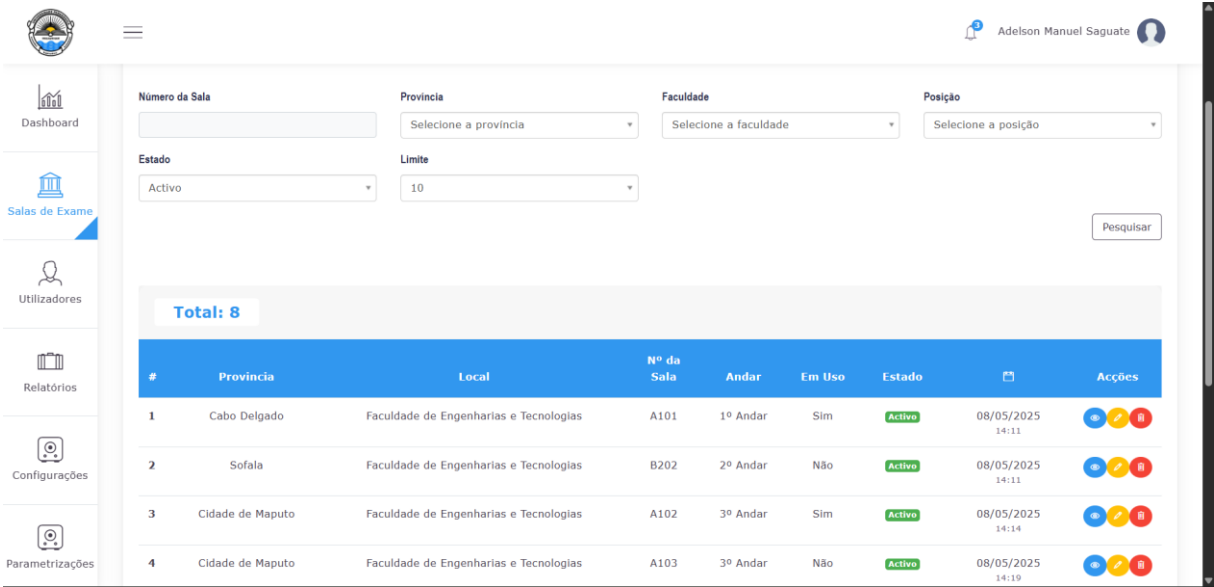 3
Adelson Manuel Saguate
Dashboard
Salas de Exame
Utilizadores
Relatórios
Configurações
Parametrizações
Número da Sala
Província
Selecione a província
Faculdade
Selecione a faculdade
Posição
Selecione a posição
Estado
Activo
Limite
10
Pesquisar
Total: 8
# Província Local Nº da Sala Andar Em Uso Estado Acções
1 Cabo Delgado Faculdade de Engenharias e Tecnologias A101 1º Andar Sim Activo 08/05/2025 14:11
2 Sofala Faculdade de Engenharias e Tecnologias B202 2º Andar Não Activo 08/05/2025 14:11
3 Cidade de Maputo Faculdade de Engenharias e Tecnologias A102 3º Andar Sim Activo 08/05/2025 14:14
4 Cidade de Maputo Faculdade de Engenharias e Tecnologias A103 3º Andar Não Activo 08/05/2025 14:19